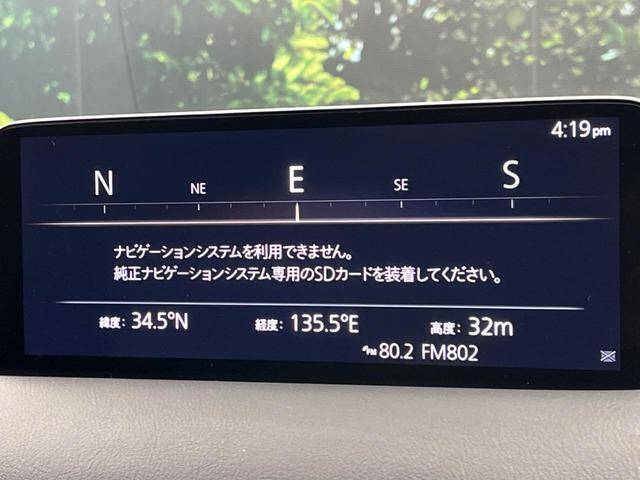 4:19pm
N NE E SE S
ナビゲーションシステムを利用できません。
純正ナビゲーションシステム専用のSDカードを装着してください。
緯度: 34.5°N 経度: 135.5°E 高度: 32m
FM 80.2 FM802